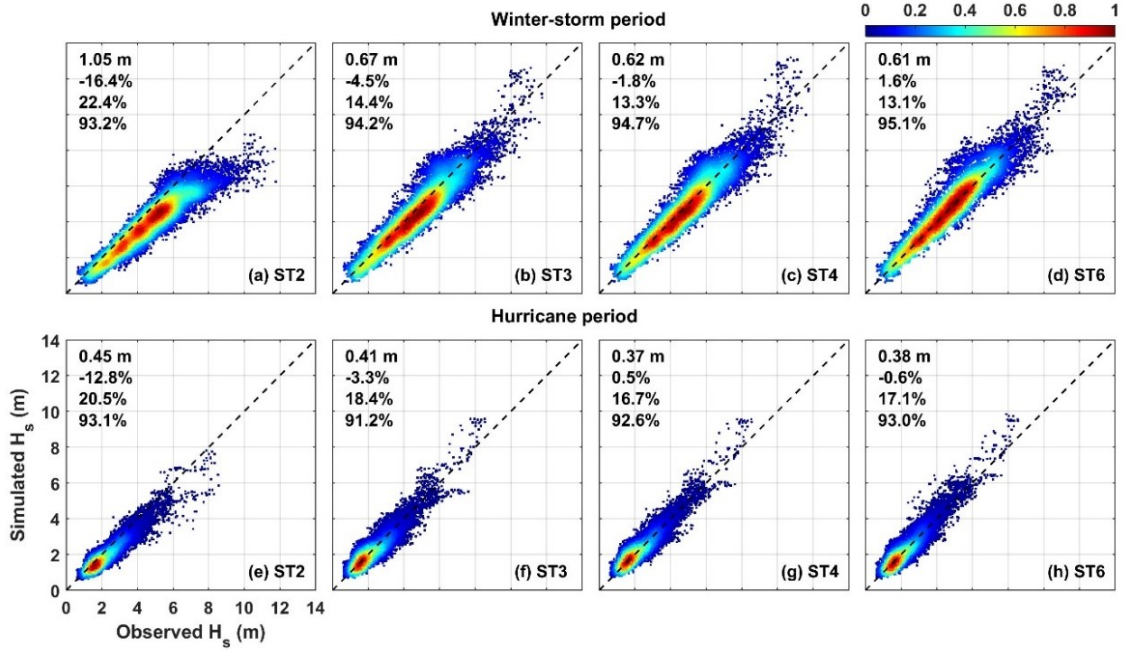 0 0.2 0.4 0.6 0.8 1
Winter-storm period
1.05 m
-16.4%
22.4%
93.2%
(a) ST2
0.67 m
-4.5%
14.4%
94.2%
(b) ST3
0.62 m
-1.8%
13.3%
94.7%
(c) ST4
0.61 m
1.6%
13.1%
95.1%
(d) ST6
Hurricane period
14
12
10
8
6
4
2
0
Simulated H_s (m)
0.45 m
-12.8%
20.5%
93.1%
(e) ST2
0 2 4 6 8 10 12 14
Observed H_s (m)
0.41 m
-3.3%
18.4%
91.2%
(f) ST3
0.37 m
0.5%
16.7%
92.6%
(g) ST4
0.38 m
-0.6%
17.1%
93.0%
(h) ST6